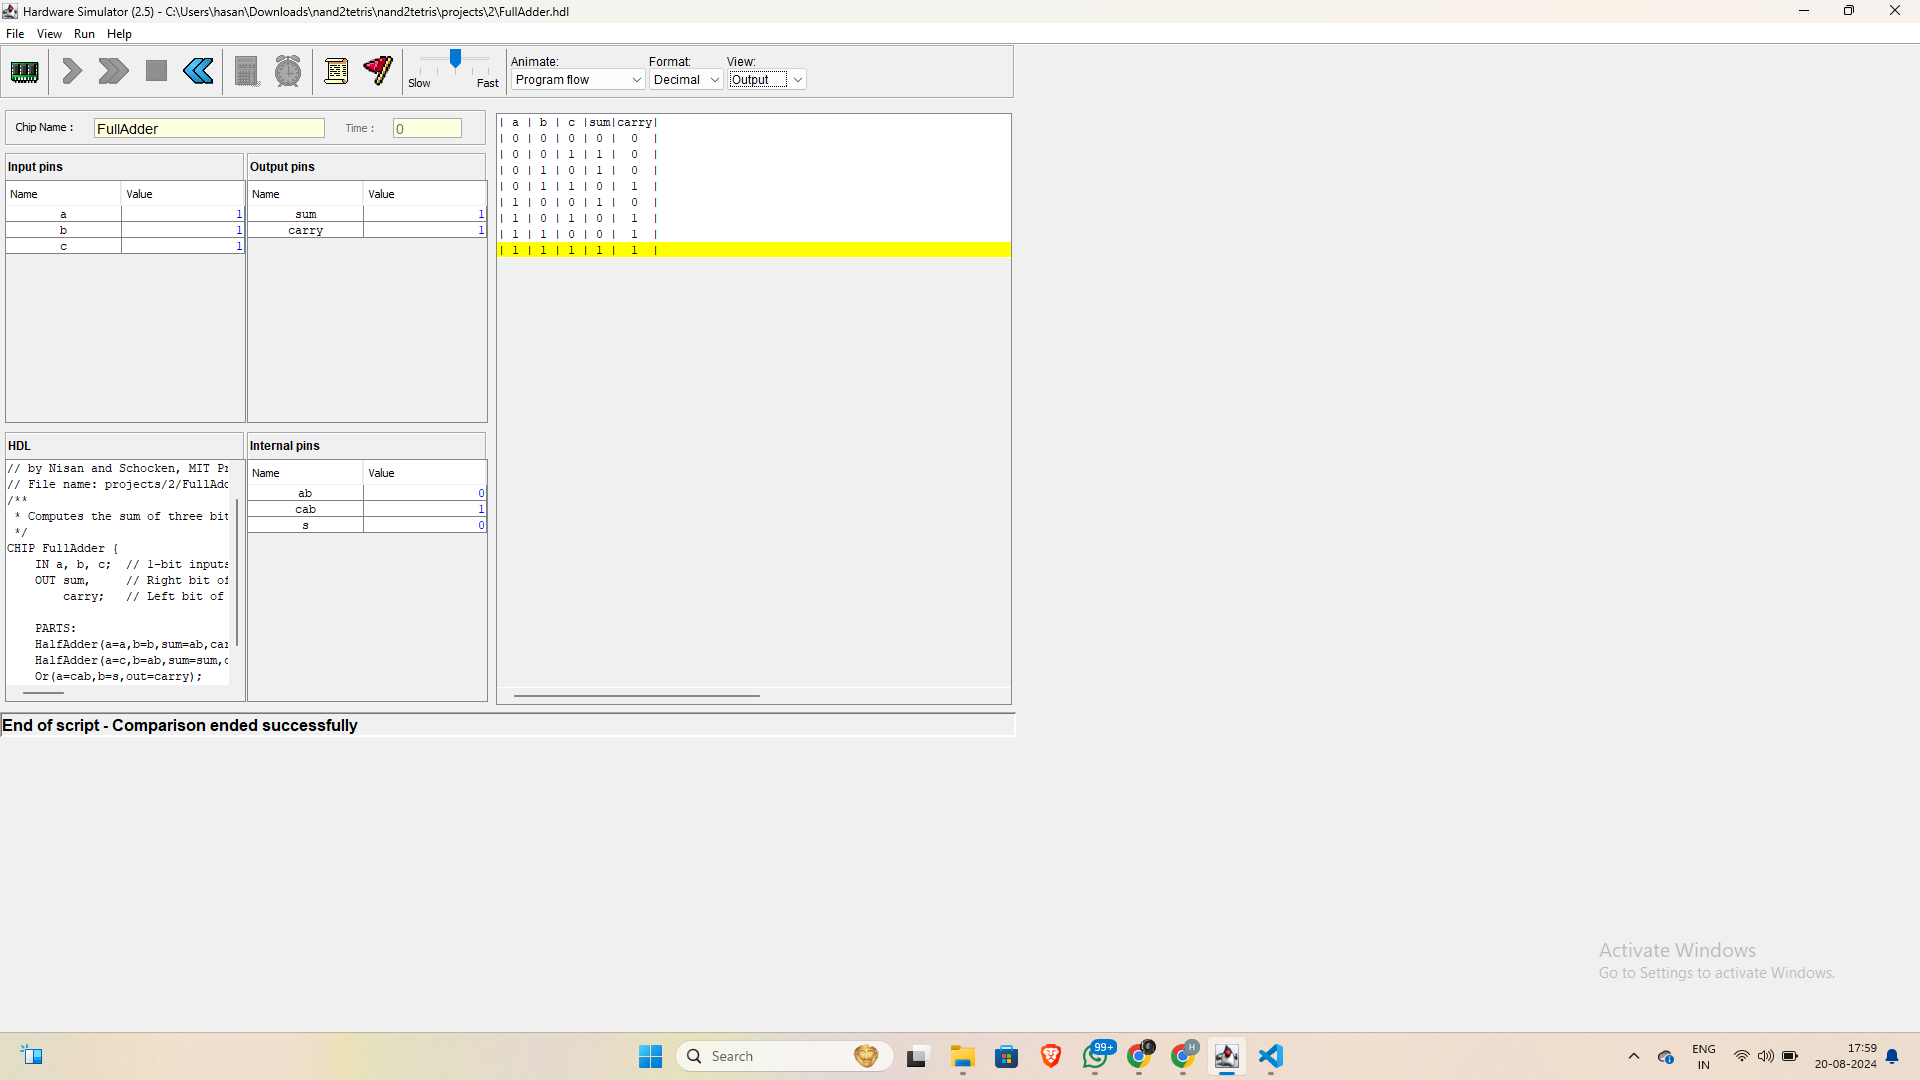 Hardware Simulator (2.5) - C:\Users\hasan\Downloads\nand2tetris\nand2tetris\projects\2\FullAdder.hdl
File View Run Help
Slow Fast
Animate: Format: View:
Program flow Decimal Output
Chip Name : FullAdder Time : 0
Input pins Output pins
Name Value Name Value
a 1 sum 1
b 1 carry 1
c 1
| a | b | c |sum|carry|
| 0 | 0 | 0 | 0 | 0 |
| 0 | 0 | 1 | 1 | 0 |
| 0 | 1 | 0 | 1 | 0 |
| 0 | 1 | 1 | 0 | 1 |
| 1 | 0 | 0 | 1 | 0 |
| 1 | 0 | 1 | 0 | 1 |
| 1 | 1 | 0 | 0 | 1 |
| 1 | 1 | 1 | 1 | 1 |
HDL
// by Nisan and Schocken, MIT Pr
// File name: projects/2/FullAdd
/**
* Computes the sum of three bit
*/
CHIP FullAdder {
IN a, b, c; // 1-bit inputs
OUT sum, // Right bit of
carry; // Left bit of
PARTS:
HalfAdder(a=a,b=b,sum=ab,car
HalfAdder(a=c,b=ab,sum=sum,c
Or(a=cab,b=s,out=carry);
Internal pins
Name Value
ab 0
cab 1
s 0
End of script - Comparison ended successfully
Activate Windows
Go to Settings to activate Windows.
Search
99+
H
ENG
IN
17:59
20-08-2024